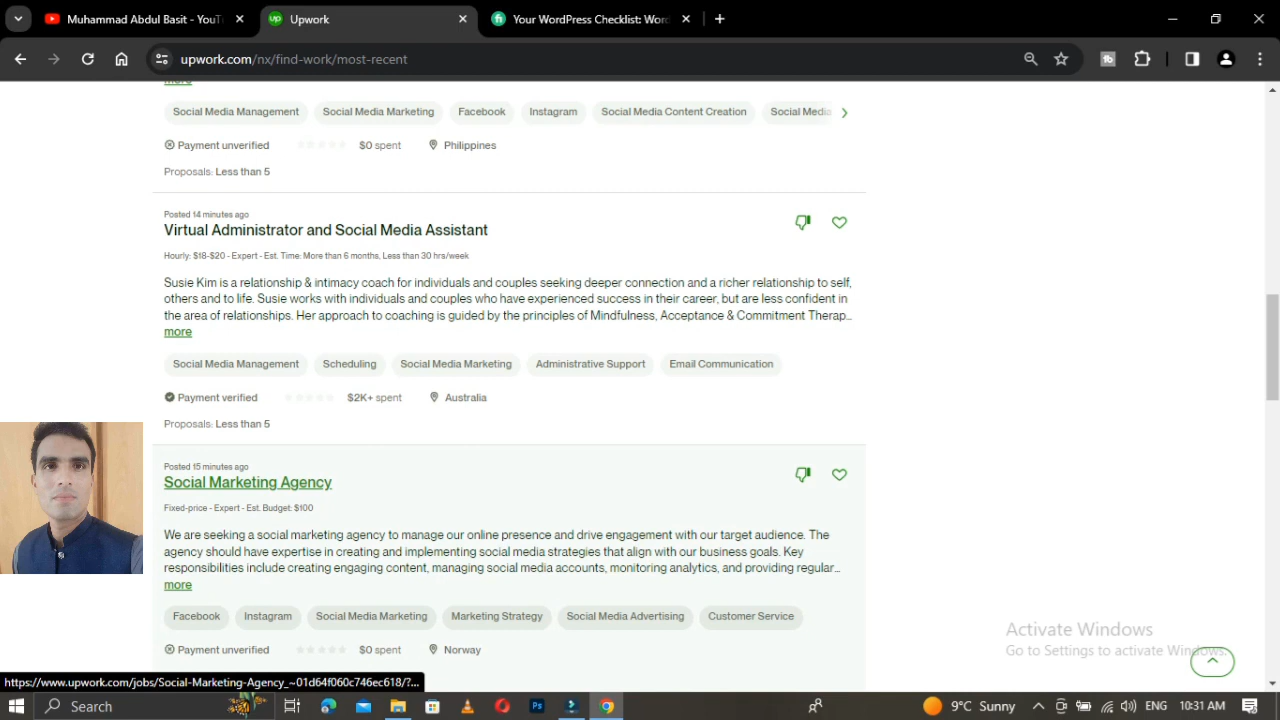 Muhammad Abdul Basit - YouT
Upwork
Your WordPress Checklist: Wor
upwork.com/nx/find-work/most-recent
more
Social Media Management
Social Media Marketing
Facebook
Instagram
Social Media Content Creation
Social Media
Payment unverified
$0 spent
Philippines
Proposals: Less than 5
Posted 14 minutes ago
Virtual Administrator and Social Media Assistant
Hourly: $18-$20 - Expert - Est. Time: More than 6 months, Less than 30 hrs/week
Susie Kim is a relationship & intimacy coach for individuals and couples seeking deeper connection and a richer relationship to self,
others and to life. Susie works with individuals and couples who have experienced success in their career, but are less confident in
the area of relationships. Her approach to coaching is guided by the principles of Mindfulness, Acceptance & Commitment Therap...
more
Social Media Management
Scheduling
Social Media Marketing
Administrative Support
Email Communication
Payment verified
$2K+ spent
Australia
Proposals: Less than 5
Posted 15 minutes ago
Social Marketing Agency
Fixed-price - Expert - Est. Budget: $100
We are seeking a social marketing agency to manage our online presence and drive engagement with our target audience. The
agency should have expertise in creating and implementing social media strategies that align with our business goals. Key
responsibilities include creating engaging content, managing social media accounts, monitoring analytics, and providing regular...
more
Facebook
Instagram
Social Media Marketing
Marketing Strategy
Social Media Advertising
Customer Service
Payment unverified
$0 spent
Norway
Activate Windows
Go to Settings to activate Windows.
https://www.upwork.com/jobs/Social-Marketing-Agency_~01d64f060c746ec618/?...
Search
9°C Sunny
ENG
10:31 AM